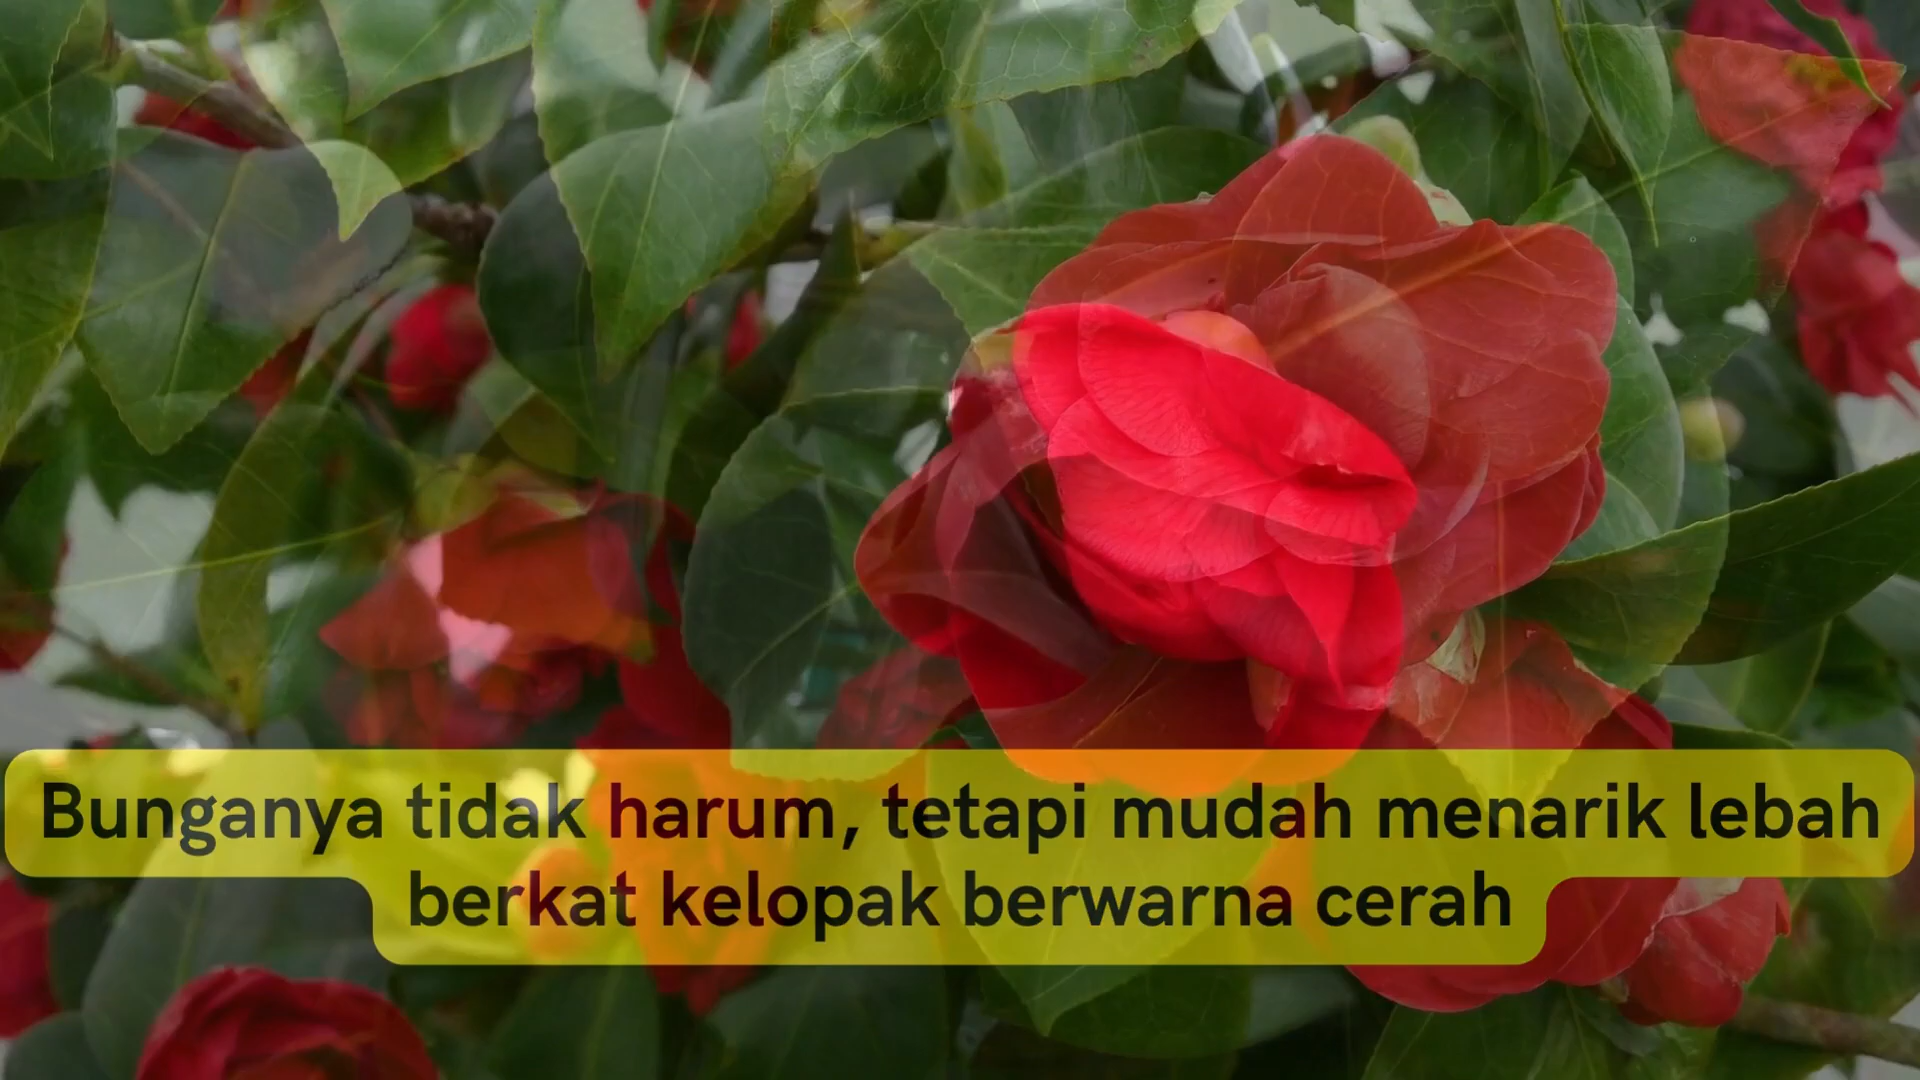 Bunganya tidak harum, tetapi mudah menarik lebah
berkat kelopak berwarna cerah